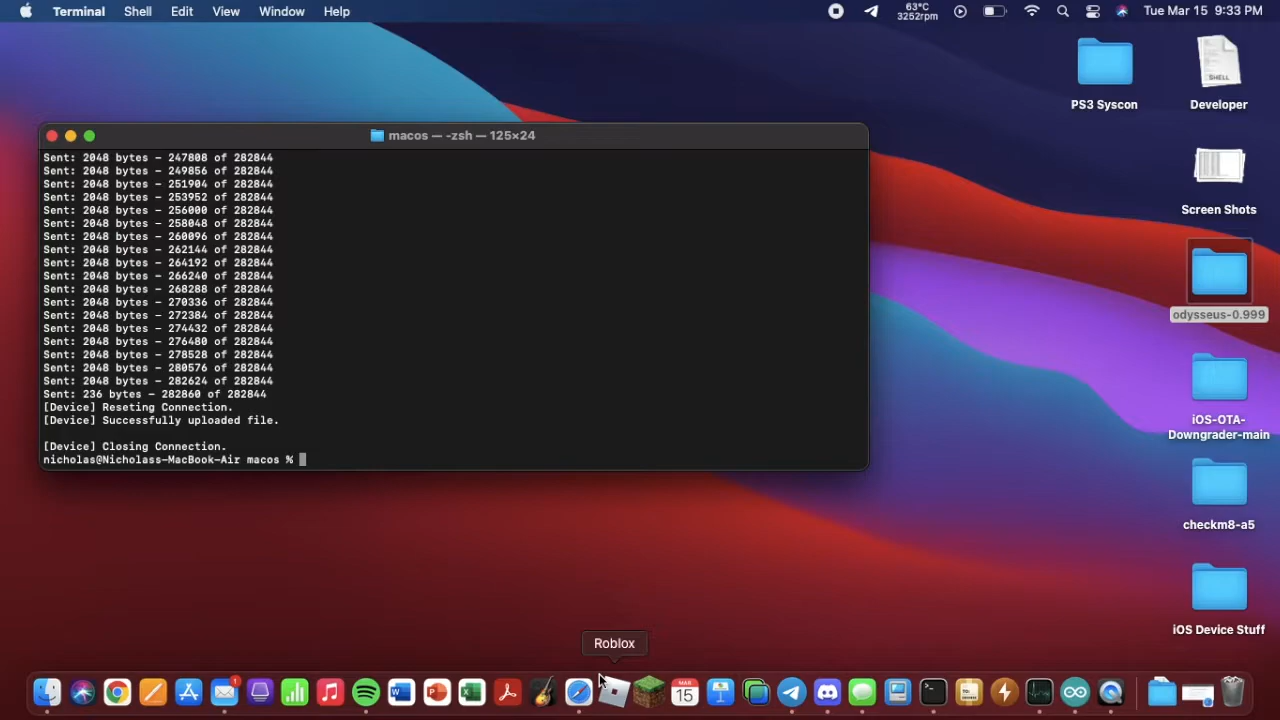 Terminal Shell Edit View Window Help 63°C 3252rpm Tue Mar 15 9:33 PM
PS3 Syscon
SHELL
Developer
macos — -zsh — 125×24
Sent: 2048 bytes - 247808 of 282844
Sent: 2048 bytes - 249856 of 282844
Sent: 2048 bytes - 251904 of 282844
Sent: 2048 bytes - 253952 of 282844
Sent: 2048 bytes - 256000 of 282844
Sent: 2048 bytes - 258048 of 282844
Sent: 2048 bytes - 260096 of 282844
Sent: 2048 bytes - 262144 of 282844
Sent: 2048 bytes - 264192 of 282844
Sent: 2048 bytes - 266240 of 282844
Sent: 2048 bytes - 268288 of 282844
Sent: 2048 bytes - 270336 of 282844
Sent: 2048 bytes - 272384 of 282844
Sent: 2048 bytes - 274432 of 282844
Sent: 2048 bytes - 276480 of 282844
Sent: 2048 bytes - 278528 of 282844
Sent: 2048 bytes - 280576 of 282844
Sent: 2048 bytes - 282624 of 282844
Sent: 236 bytes - 282860 of 282844
[Device] Reseting Connection.
[Device] Successfully uploaded file.
[Device] Closing Connection.
nicholas@Nicholass-MacBook-Air macos %
Screen Shots
odysseus-0.999
iOS-OTA-
Downgrader-main
checkm8-a5
iOS Device Stuff
Roblox
1
MAR
15